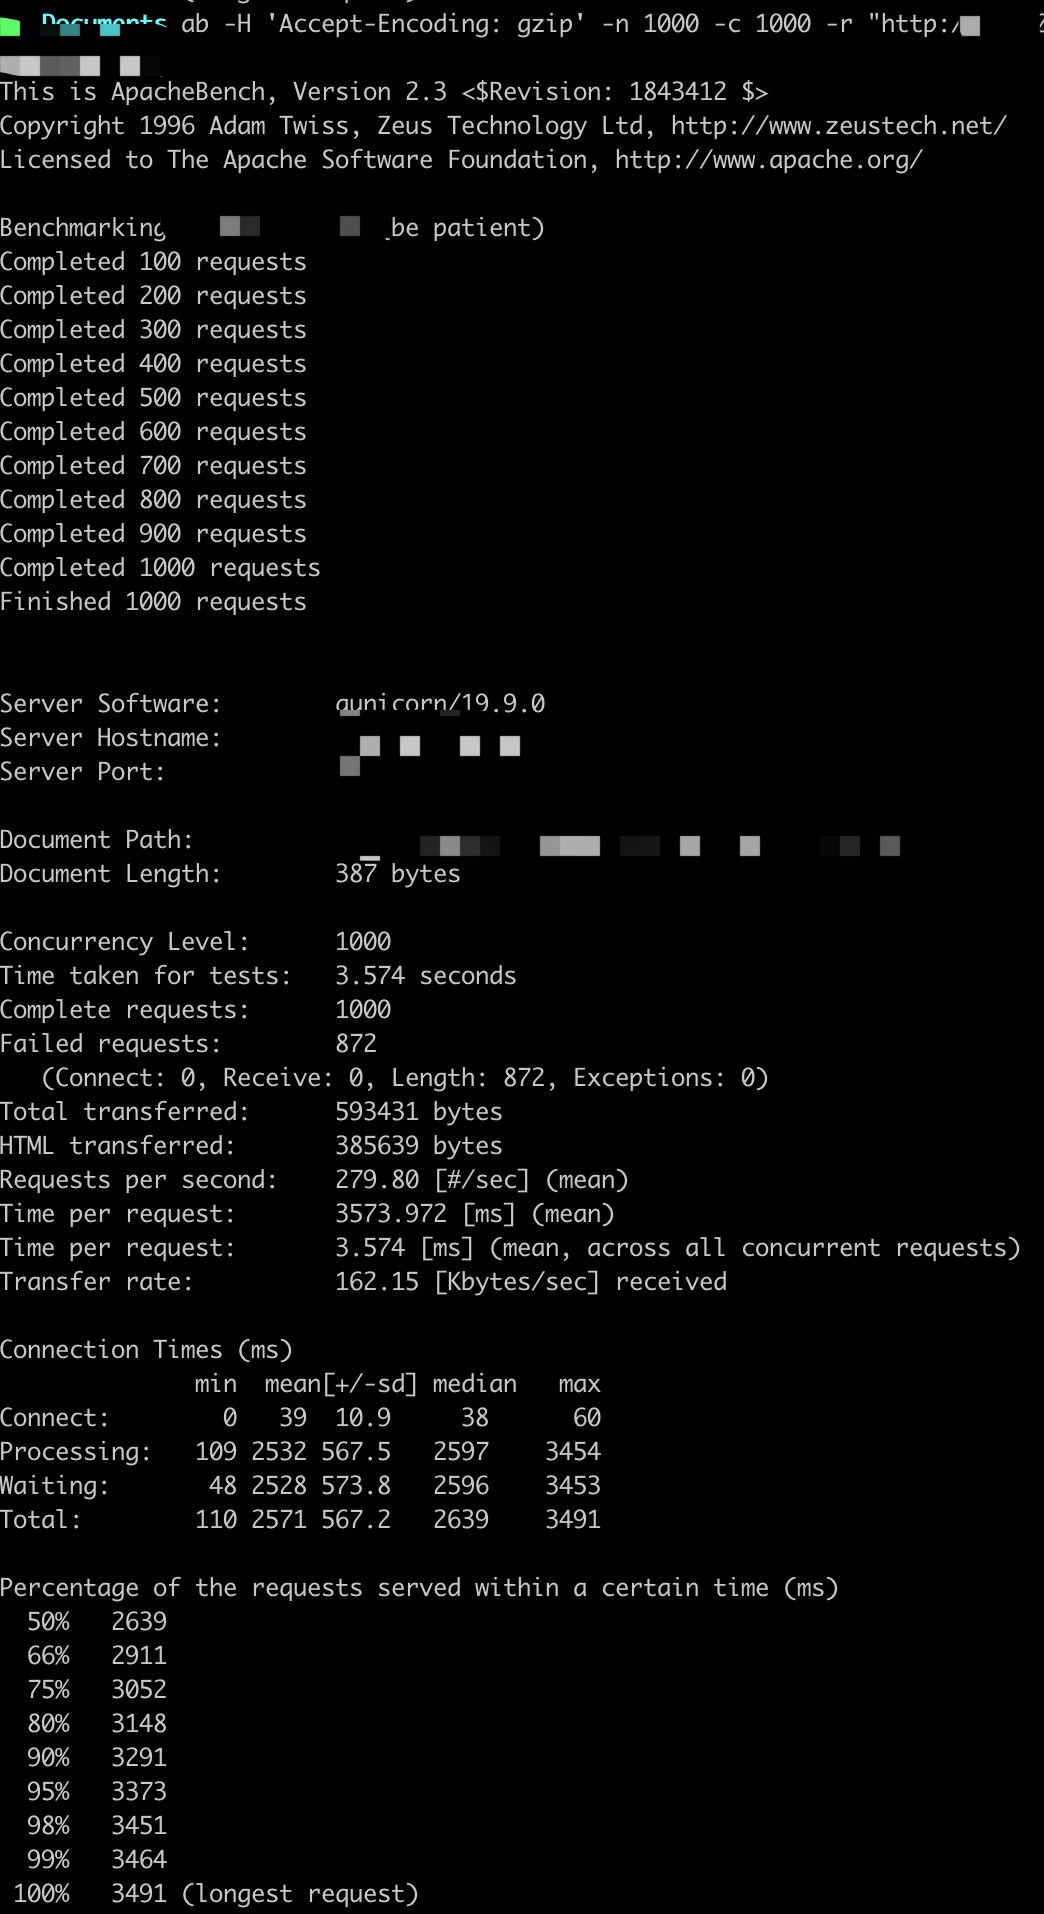 Documents ab -H 'Accept-Encoding: gzip' -n 1000 -c 1000 -r "http:/
This is ApacheBench, Version 2.3 <$Revision: 1843412 $>
Copyright 1996 Adam Twiss, Zeus Technology Ltd, http://www.zeustech.net/
Licensed to The Apache Software Foundation, http://www.apache.org/
Benchmarking be patient)
Completed 100 requests
Completed 200 requests
Completed 300 requests
Completed 400 requests
Completed 500 requests
Completed 600 requests
Completed 700 requests
Completed 800 requests
Completed 900 requests
Completed 1000 requests
Finished 1000 requests
Server Software: gunicorn/19.9.0
Server Hostname:
Server Port:
Document Path:
Document Length: 387 bytes
Concurrency Level: 1000
Time taken for tests: 3.574 seconds
Complete requests: 1000
Failed requests: 872
(Connect: 0, Receive: 0, Length: 872, Exceptions: 0)
Total transferred: 593431 bytes
HTML transferred: 385639 bytes
Requests per second: 279.80 [#/sec] (mean)
Time per request: 3573.972 [ms] (mean)
Time per request: 3.574 [ms] (mean, across all concurrent requests)
Transfer rate: 162.15 [Kbytes/sec] received
Connection Times (ms)
min mean[+/-sd] median max
Connect: 0 39 10.9 38 60
Processing: 109 2532 567.5 2597 3454
Waiting: 48 2528 573.8 2596 3453
Total: 110 2571 567.2 2639 3491
Percentage of the requests served within a certain time (ms)
50% 2639
66% 2911
75% 3052
80% 3148
90% 3291
95% 3373
98% 3451
99% 3464
100% 3491 (longest request)